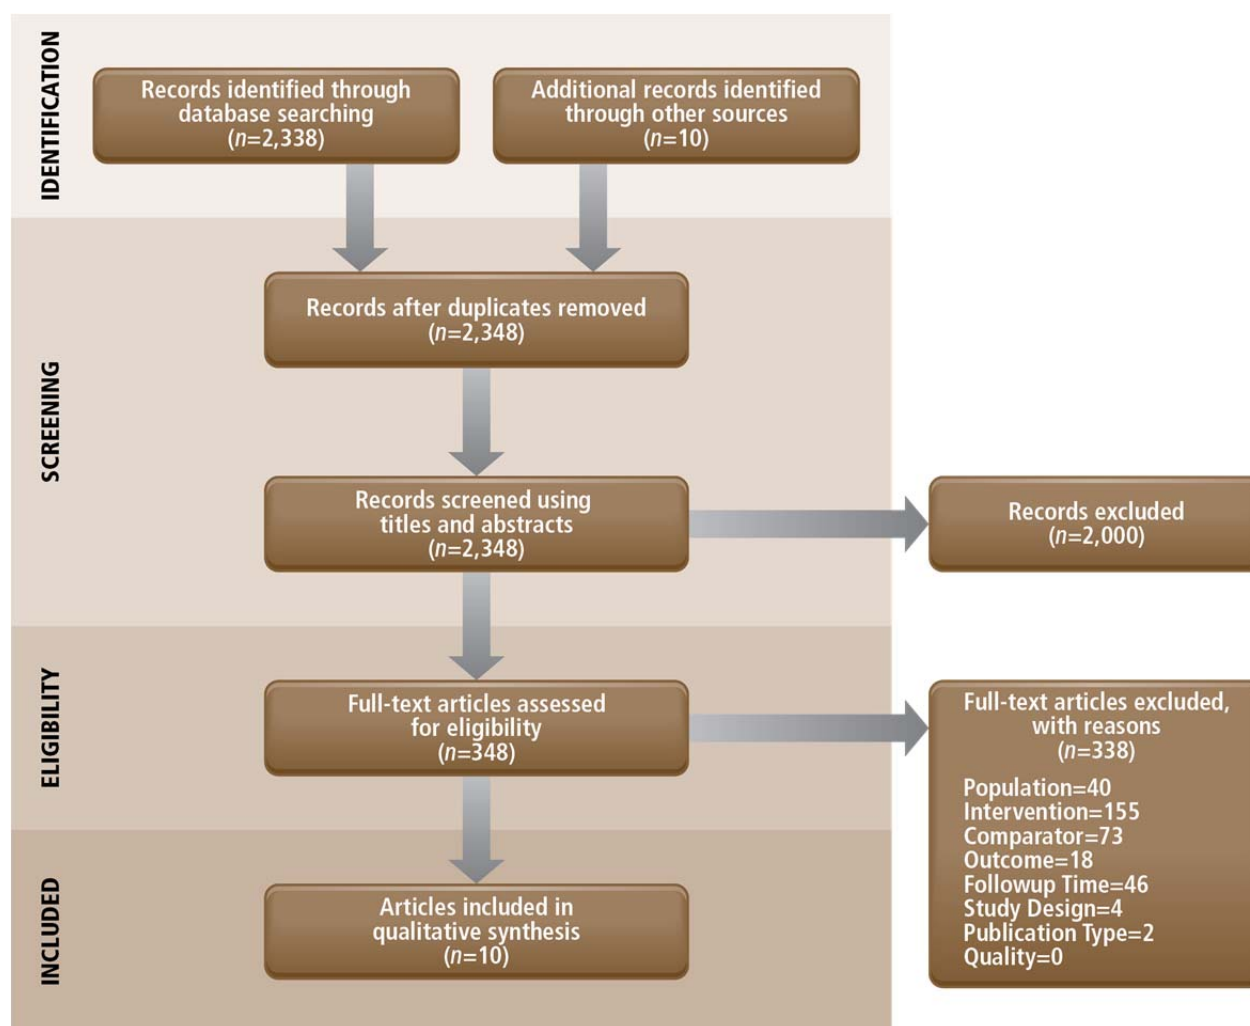 IDENTIFICATION
Records identified through
database searching
(n=2,338)
Additional records identified
through other sources
(n=10)
SCREENING
Records after duplicates removed
(n=2,348)
Records screened using
titles and abstracts
(n=2,348)
Records excluded
(n=2,000)
ELIGIBILITY
Full-text articles assessed
for eligibility
(n=348)
Full-text articles excluded,
with reasons
(n=338)
Population=40
Intervention=155
Comparator=73
Outcome=18
Followup Time=46
Study Design=4
Publication Type=2
Quality=0
INCLUDED
Articles included in
qualitative synthesis
(n=10)